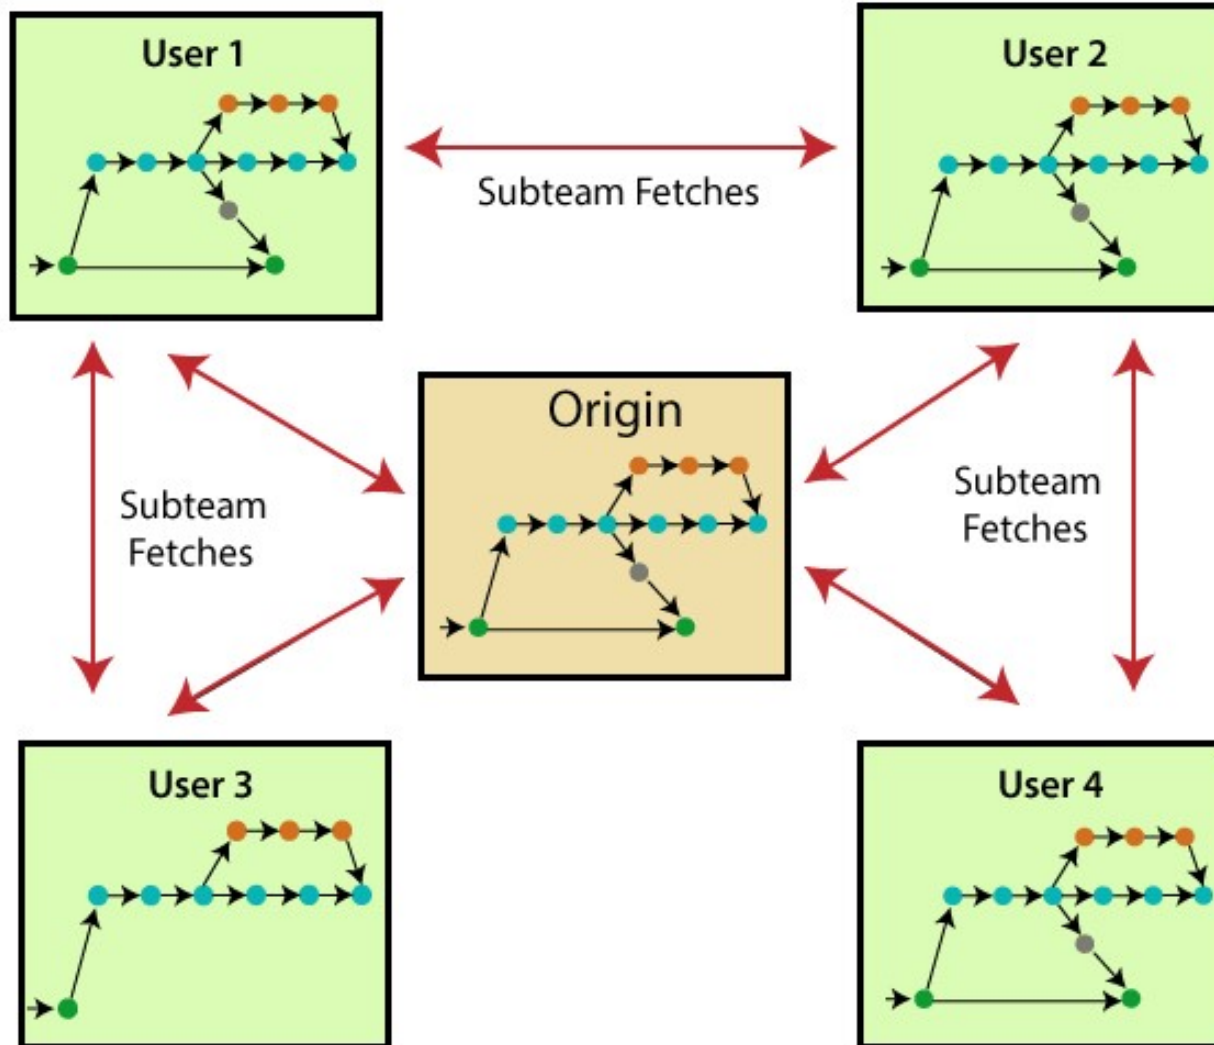 User 1
User 2
Subteam Fetches
Origin
Subteam
Fetches
Subteam
Fetches
User 3
User 4